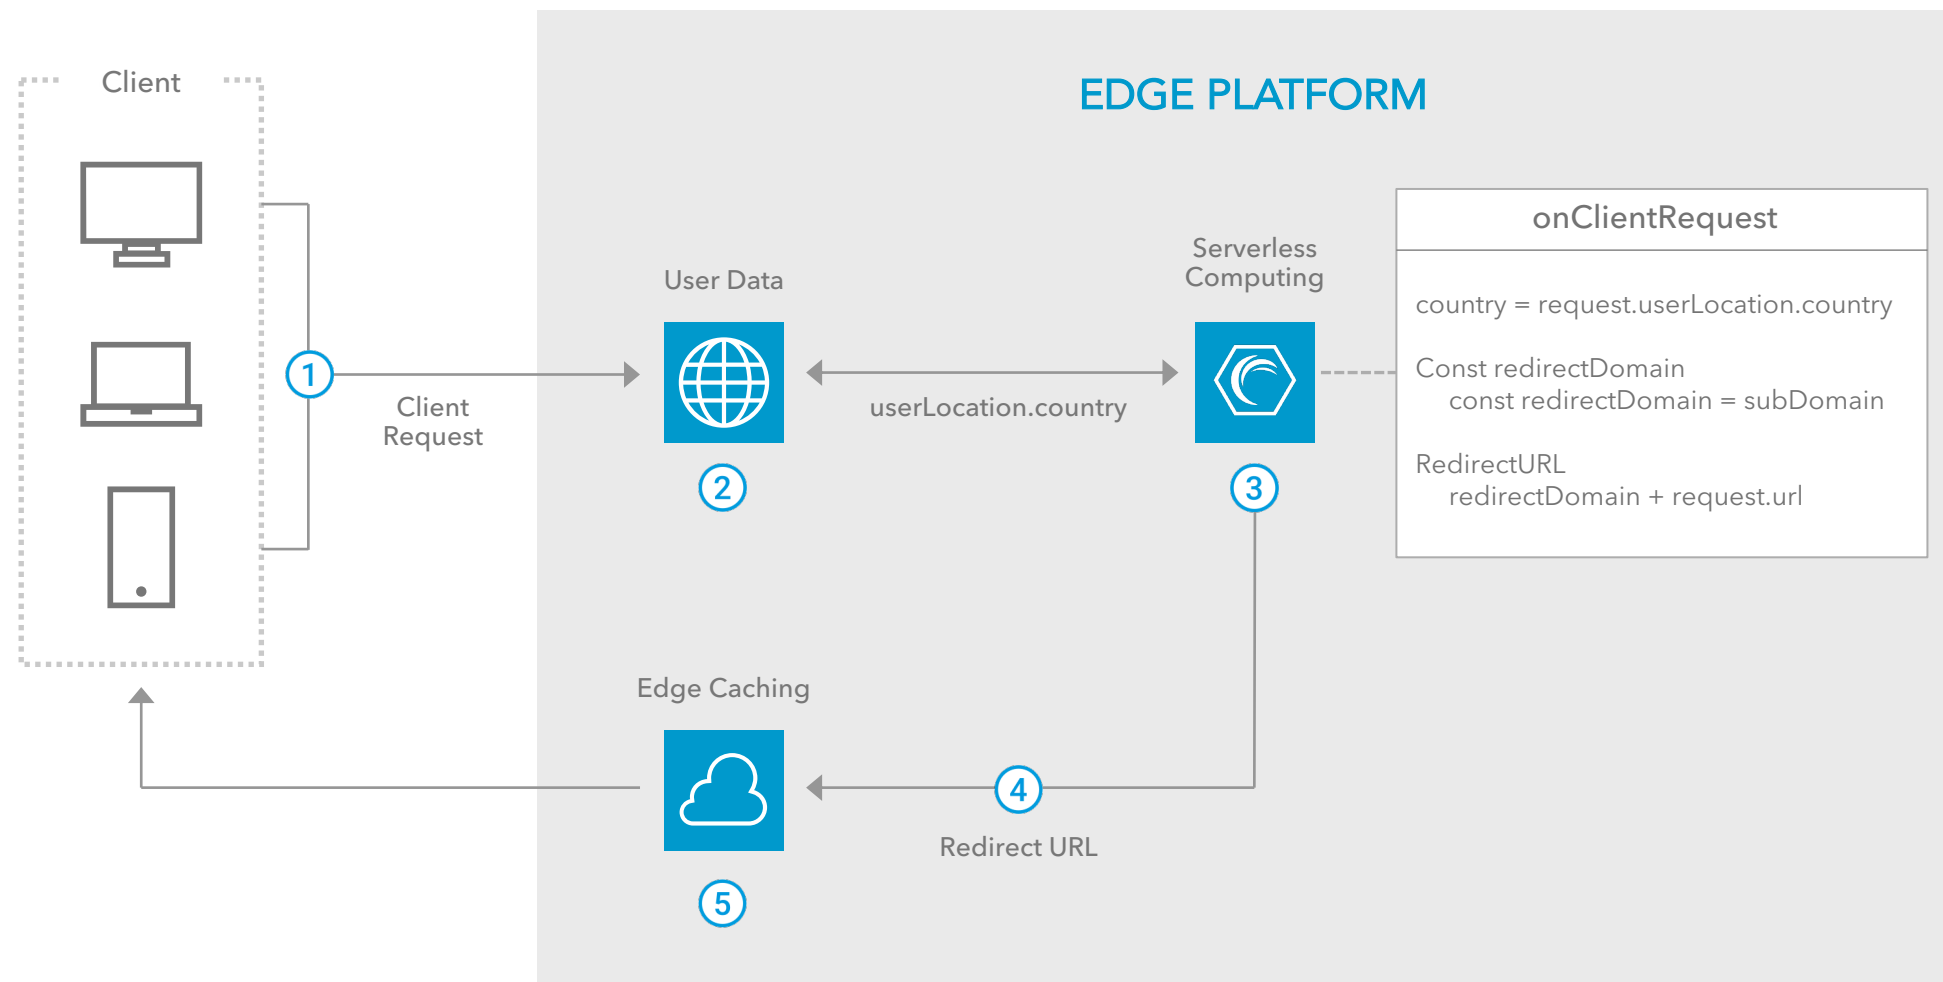 Client
EDGE PLATFORM
1
Client
Request
User Data
2
userLocation.country
Serverless
Computing
3
onClientRequest
country = request.userLocation.country
Const redirectDomain
const redirectDomain = subDomain
RedirectURL
redirectDomain + request.url
4
Redirect URL
Edge Caching
5